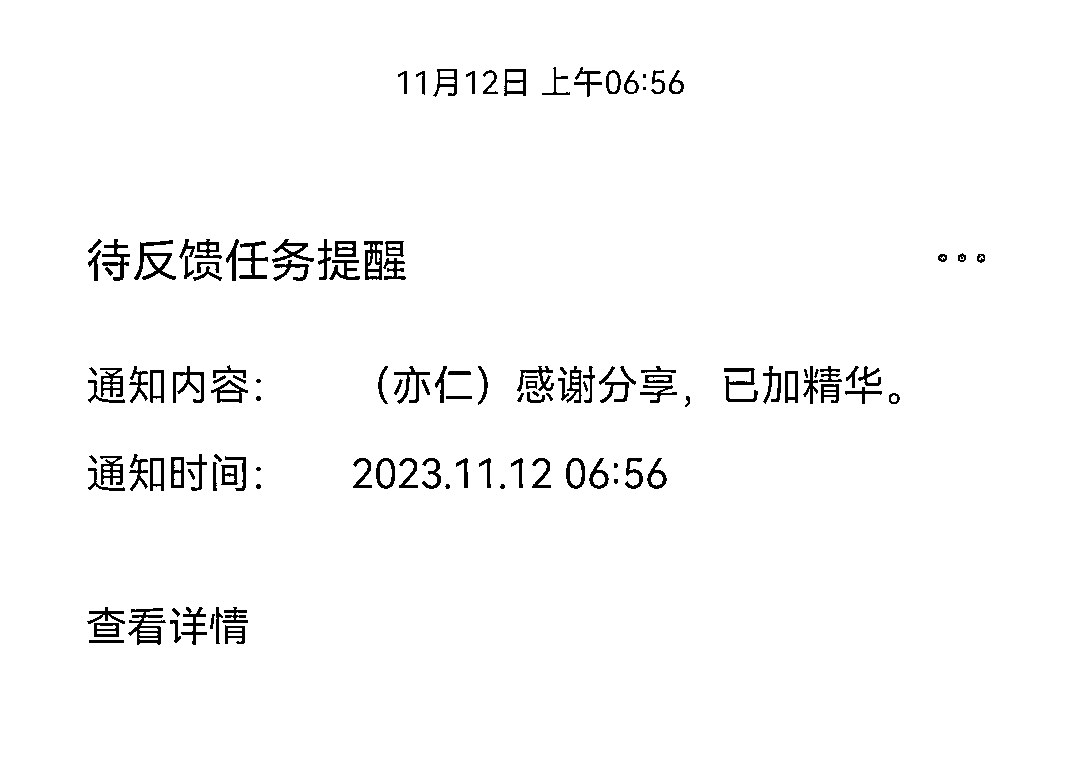 11月12日 上午06:56
待反馈任务提醒
通知内容： （亦仁）感谢分享，已加精华。
通知时间： 2023.11.12 06:56
查看详情